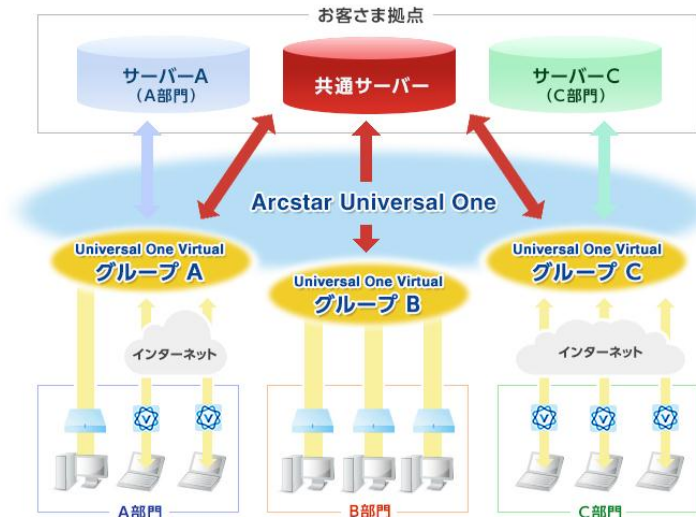 お客さま拠点
サーバーA
（A部門）
共通サーバー
サーバーC
（C部門）
Arcstar Universal One
Universal One Virtual
グループ A
Universal One Virtual
グループ B
Universal One Virtual
グループ C
インターネット
インターネット
V
V
V
V
V
A部門
B部門
C部門